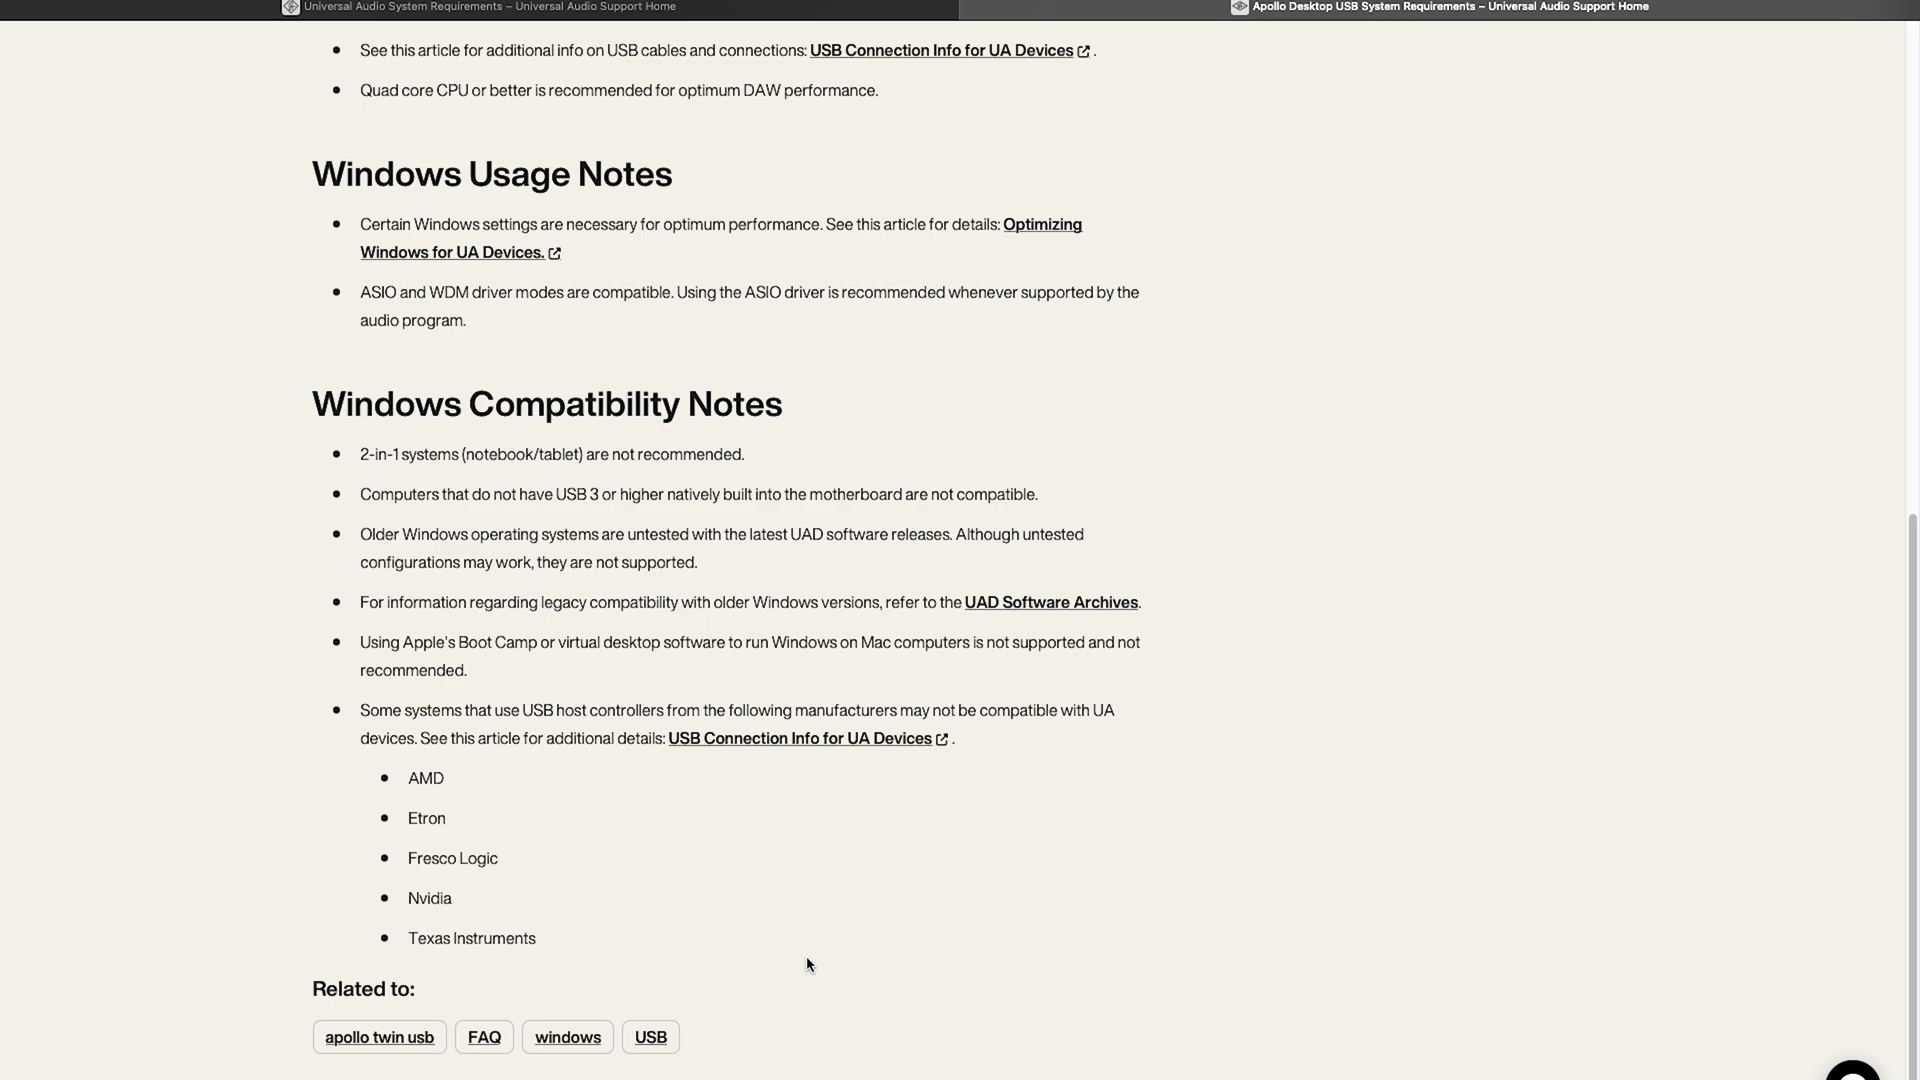 Universal Audio System Requirements – Universal Audio Support Home
Apollo Desktop USB System Requirements – Universal Audio Support Home
See this article for additional info on USB cables and connections: USB Connection Info for UA Devices .
Quad core CPU or better is recommended for optimum DAW performance.
Windows Usage Notes
Certain Windows settings are necessary for optimum performance. See this article for details: Optimizing
Windows for UA Devices.
ASIO and WDM driver modes are compatible. Using the ASIO driver is recommended whenever supported by the
audio program.
Windows Compatibility Notes
2-in-1 systems (notebook/tablet) are not recommended.
Computers that do not have USB 3 or higher natively built into the motherboard are not compatible.
Older Windows operating systems are untested with the latest UAD software releases. Although untested
configurations may work, they are not supported.
For information regarding legacy compatibility with older Windows versions, refer to the UAD Software Archives.
Using Apple's Boot Camp or virtual desktop software to run Windows on Mac computers is not supported and not
recommended.
Some systems that use USB host controllers from the following manufacturers may not be compatible with UA
devices. See this article for additional details: USB Connection Info for UA Devices .
AMD
Etron
Fresco Logic
Nvidia
Texas Instruments
Related to:
apollo twin usb FAQ windows USB